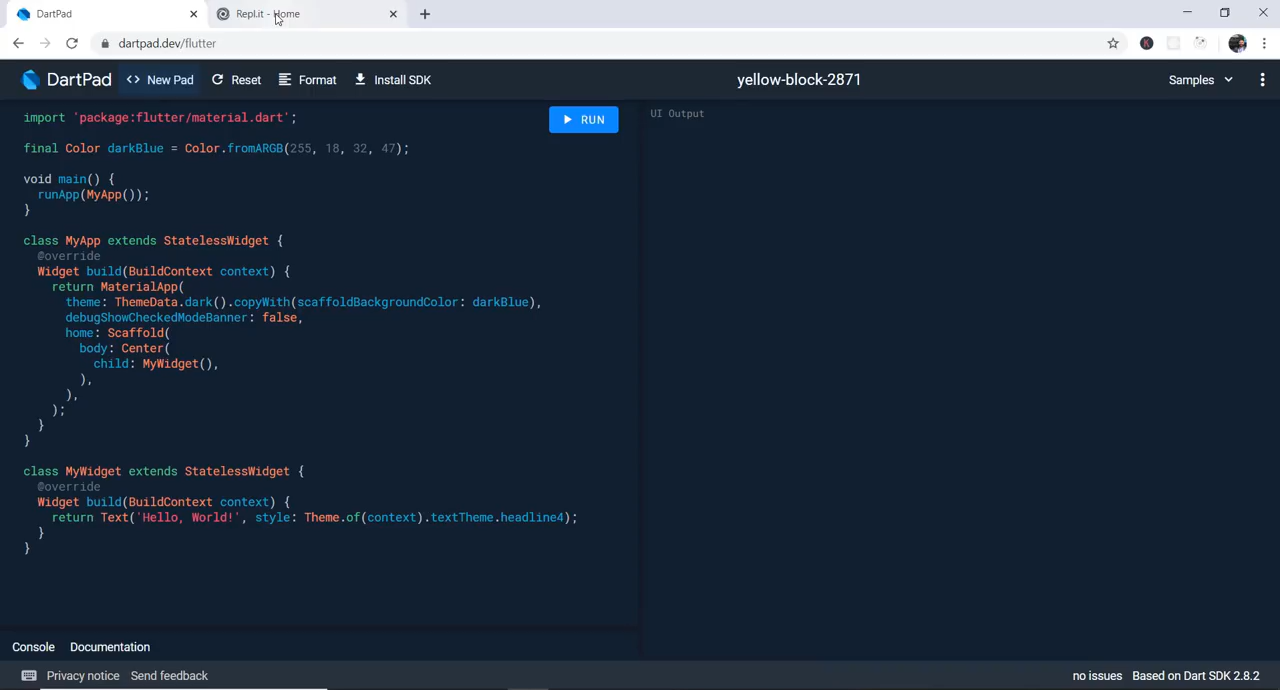 DartPad
Repl.it - Home
dartpad.dev/flutter
DartPad
<> New Pad
Reset
Format
Install SDK
yellow-block-2871
Samples
import 'package:flutter/material.dart';
RUN
UI Output
final Color darkBlue = Color.fromARGB(255, 18, 32, 47);
void main() {
runApp(MyApp());
}
class MyApp extends StatelessWidget {
@override
Widget build(BuildContext context) {
return MaterialApp(
theme: ThemeData.dark().copyWith(scaffoldBackgroundColor: darkBlue),
debugShowCheckedModeBanner: false,
home: Scaffold(
body: Center(
child: MyWidget(),
),
),
);
}
}
class MyWidget extends StatelessWidget {
@override
Widget build(BuildContext context) {
return Text('Hello, World!', style: Theme.of(context).textTheme.headline4);
}
}
Console
Documentation
Privacy notice
Send feedback
no issues
Based on Dart SDK 2.8.2